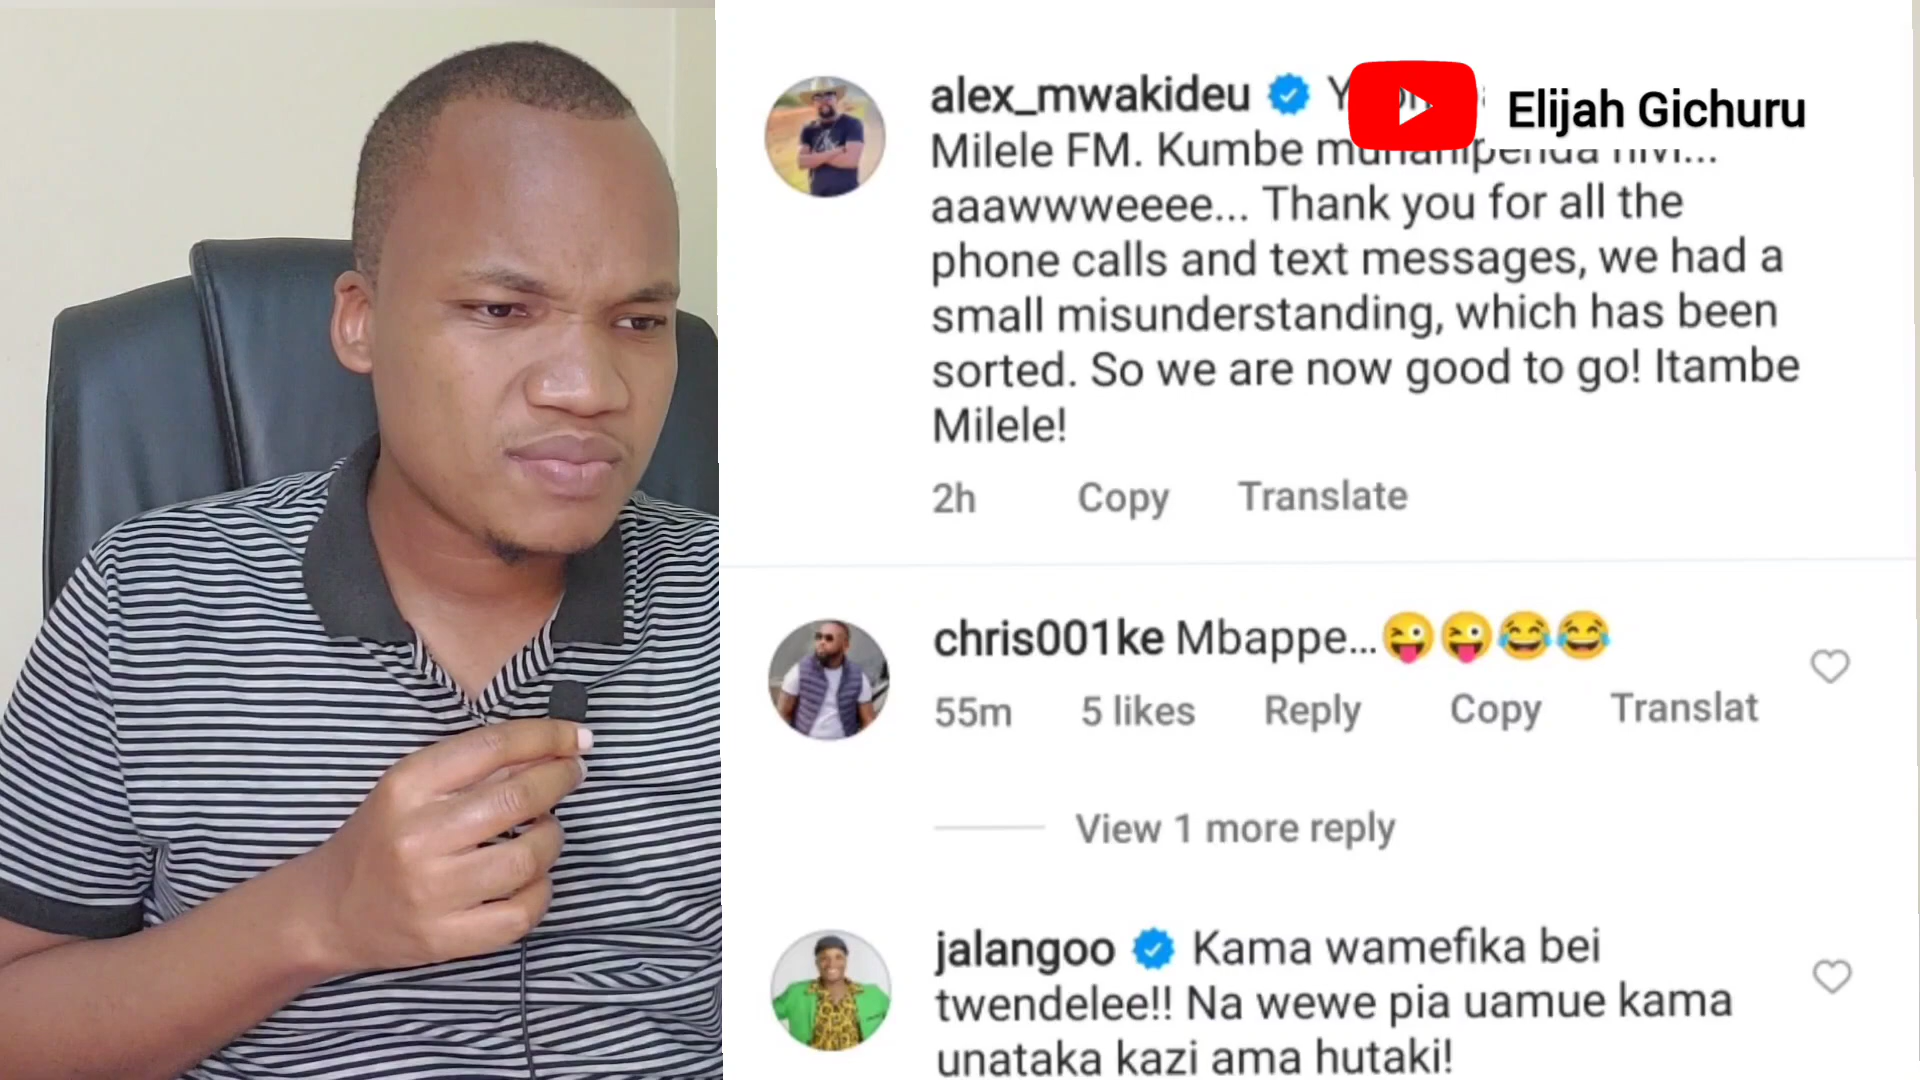 alex_mwakideu
Elijah Gichuru
Milele FM. Kumbe
aaawwweeee... Thank you for all the
phone calls and text messages, we had a
small misunderstanding, which has been
sorted. So we are now good to go! Itambe
Milele!
2h Copy Translate
chris001ke Mbappe...😜😜😂😂
55m 5 likes Reply Copy Translat
View 1 more reply
jalangoo Kama wamefika bei
twendelee!! Na wewe pia uamue kama
unataka kazi ama hutaki!